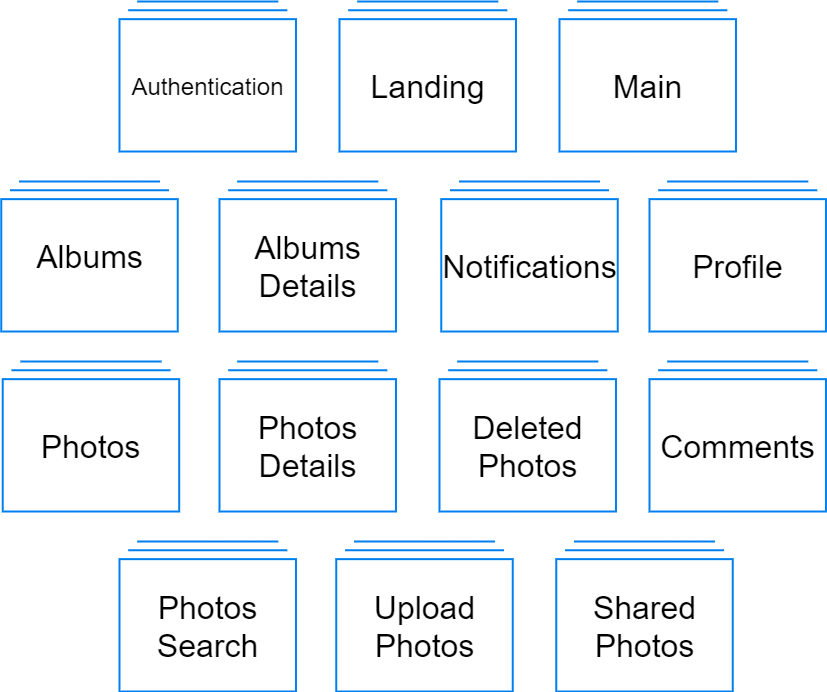 Authentication
Landing
Main
Albums
Albums
Details
Notifications
Profile
Photos
Photos
Details
Deleted
Photos
Comments
Photos
Search
Upload
Photos
Shared
Photos